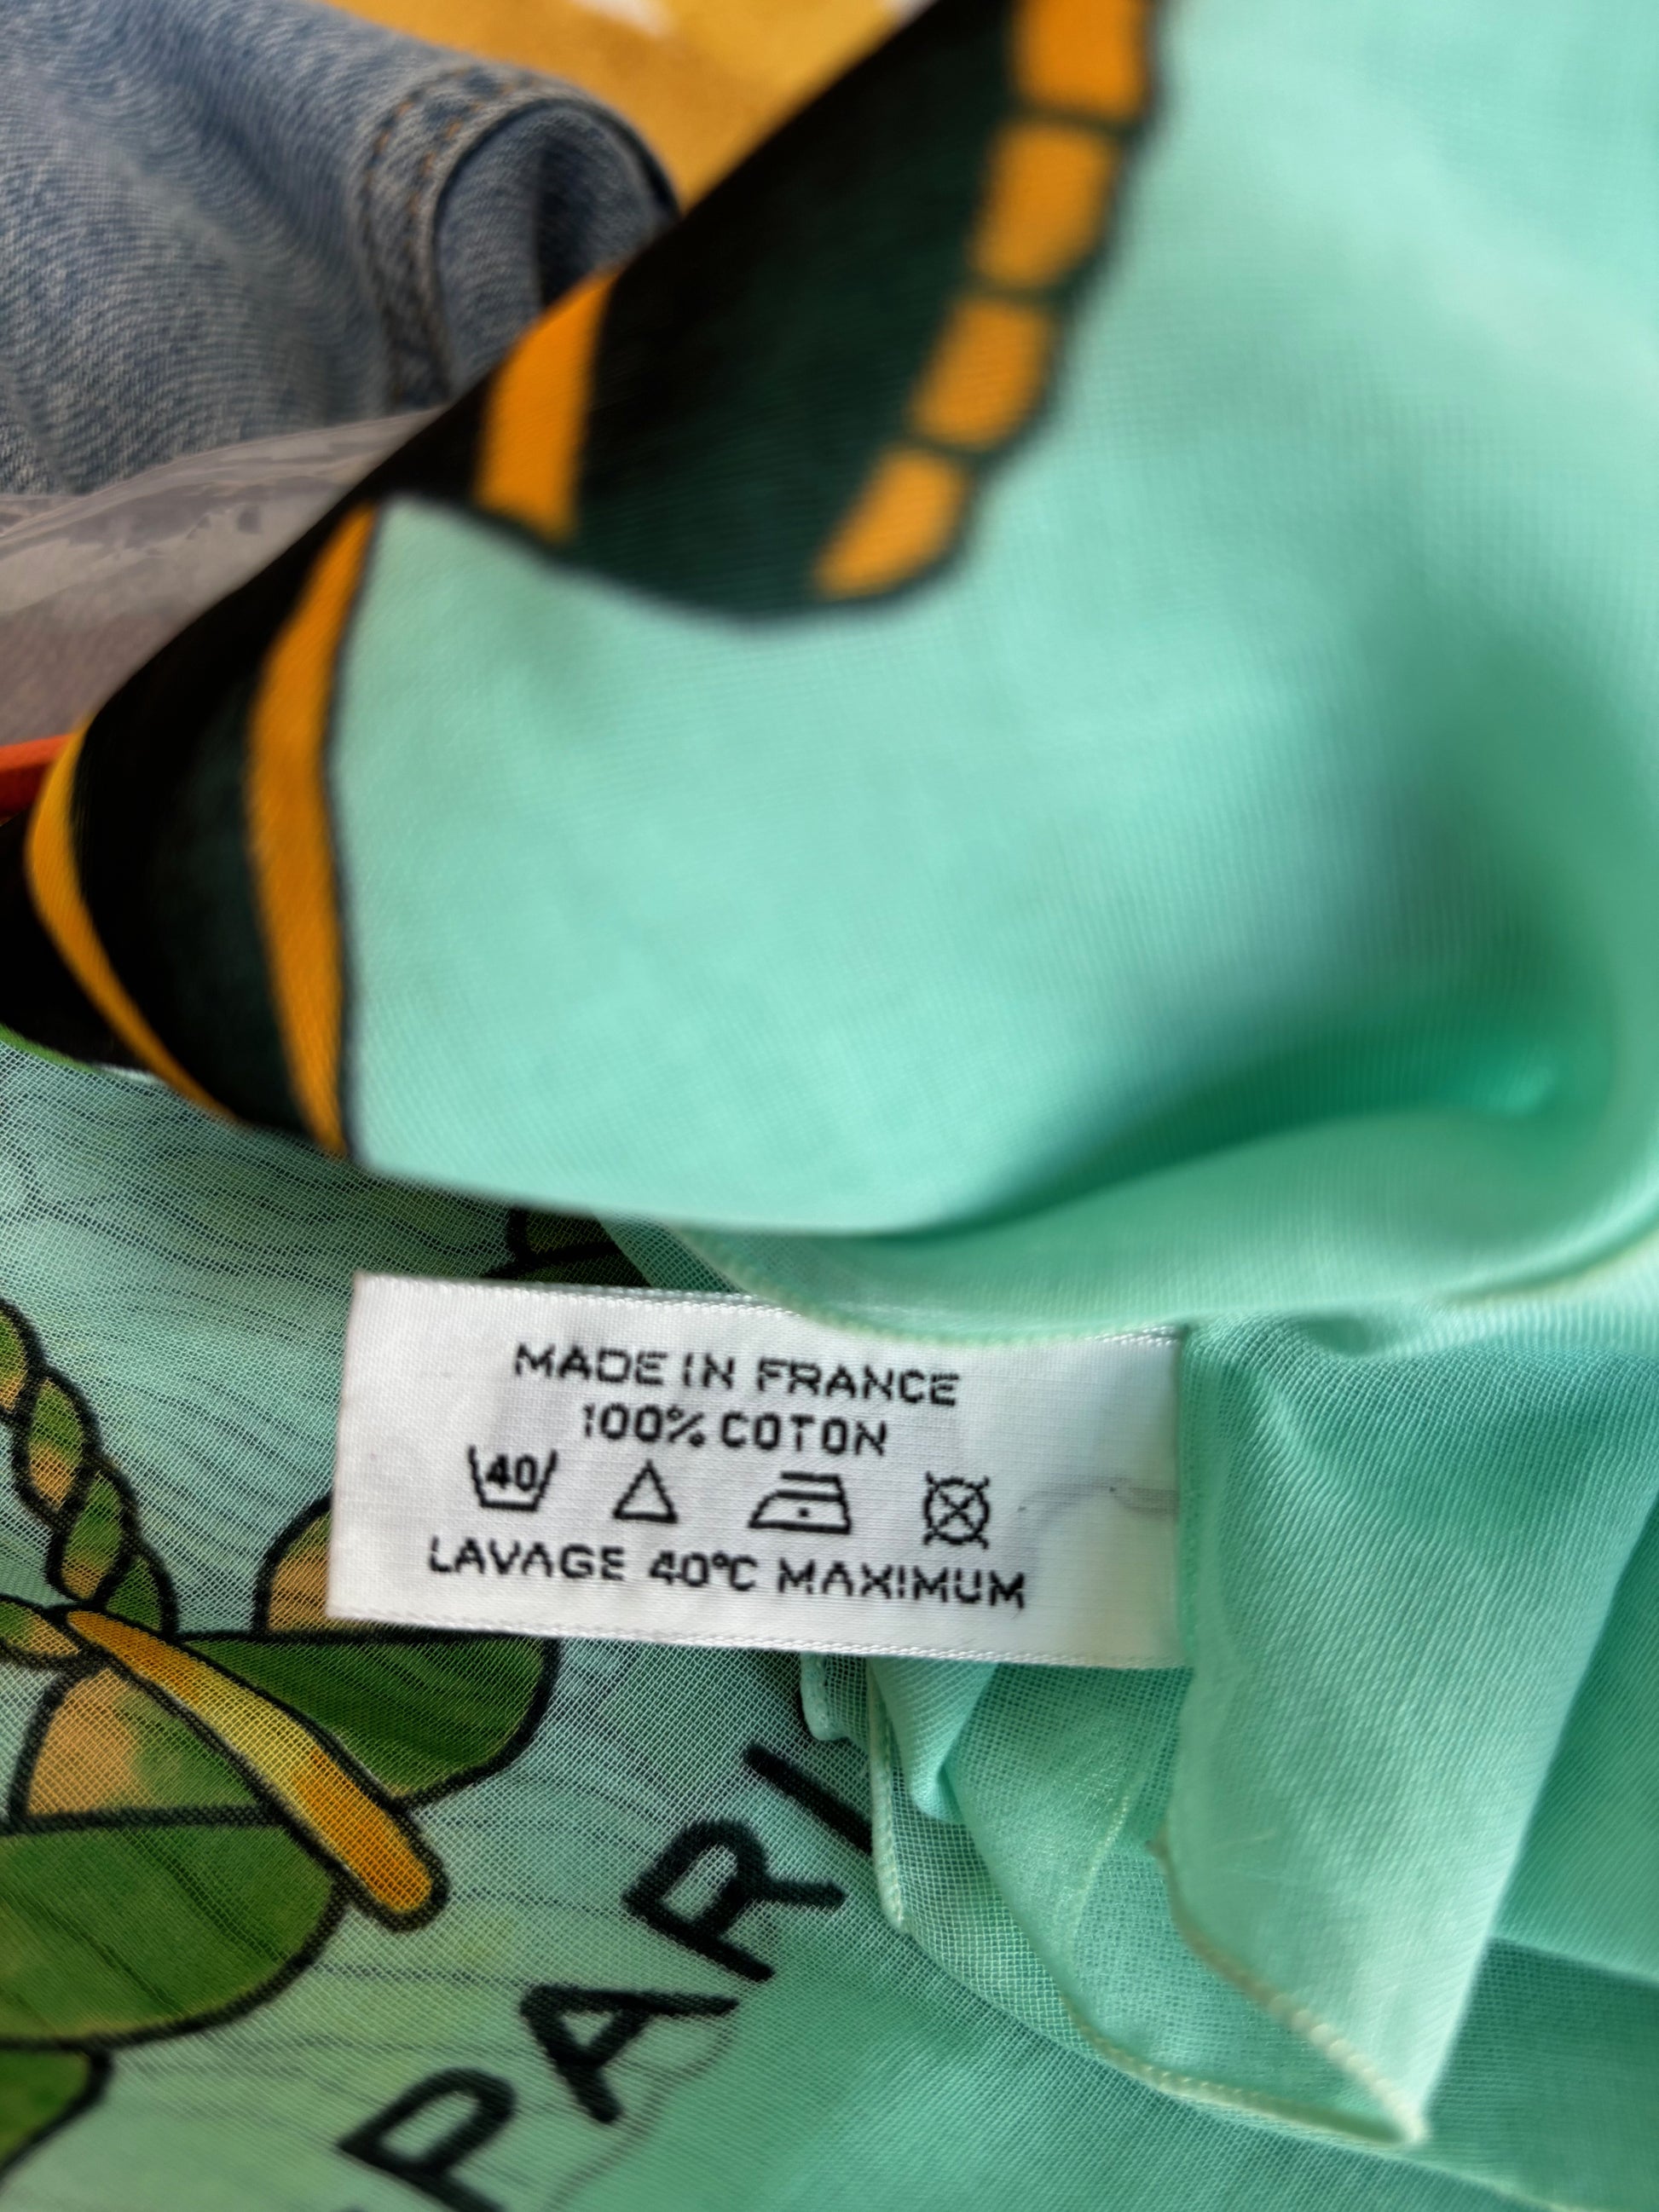 MADE IN FRANCE
100% COTON
40
LAVAGE 40°C MAXIMUM
PARI